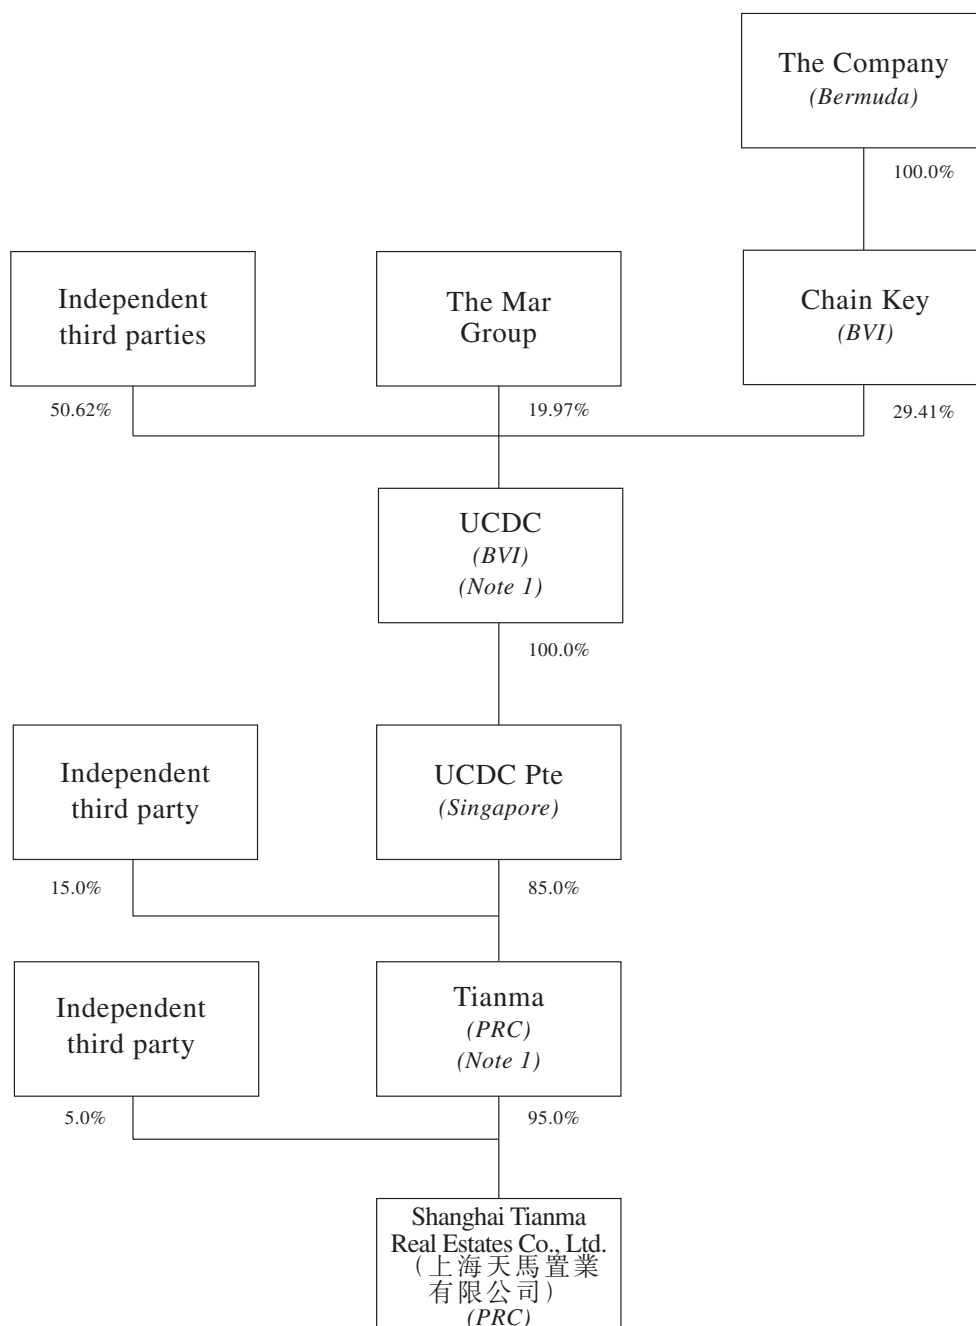 The Company
(Bermuda)
100.0%
Independent
third parties
The Mar
Group
Chain Key
(BVI)
50.62%
19.97%
29.41%
UCDC
(BVI)
(Note 1)
100.0%
Independent
third party
UCDC Pte
(Singapore)
15.0%
85.0%
Independent
third party
Tianma
(PRC)
(Note 1)
5.0%
95.0%
Shanghai Tianma
Real Estates Co., Ltd.
(上海天馬置業
有限公司)
(PRC)